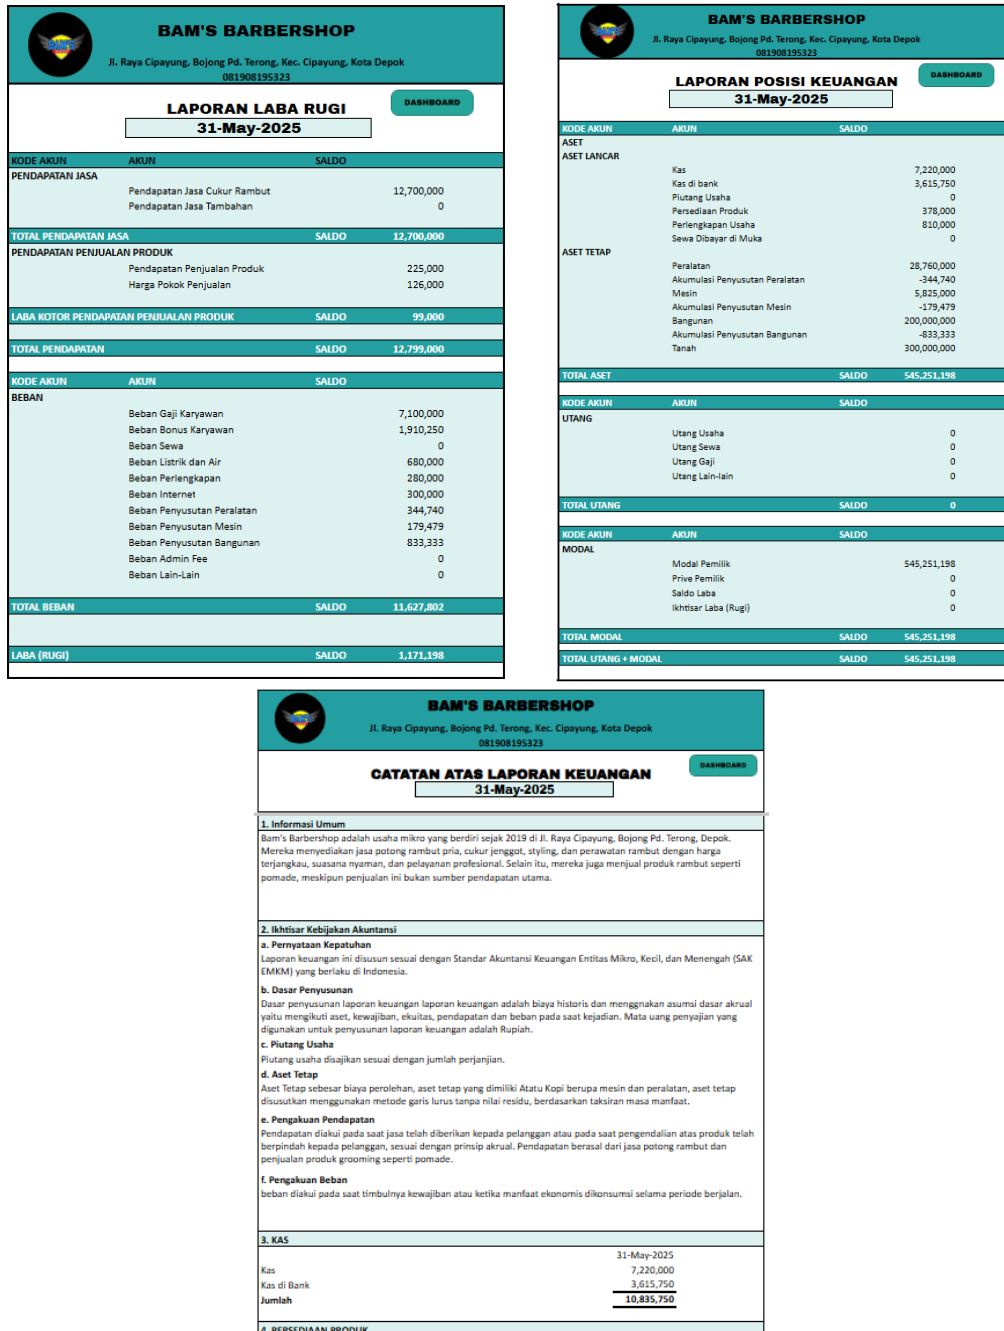 BAM'S BARBERSHOP
Jl. Raya Cipayung, Bojong Pd. Terong, Kec. Cipayung, Kota Depok
081908195323
LAPORAN LABA RUGI
DASHBOARD
31-May-2025
KODE AKUN AKUN SALDO
PENDAPATAN JASA
Pendapatan Jasa Cukur Rambut 12,700,000
Pendapatan Jasa Tambahan 0
TOTAL PENDAPATAN JASA SALDO 12,700,000
PENDAPATAN PENJUALAN PRODUK
Pendapatan Penjualan Produk 225,000
Harga Pokok Penjualan 126,000
LABA KOTOR PENDAPATAN PENJUALAN PRODUK SALDO 99,000
TOTAL PENDAPATAN SALDO 12,799,000
KODE AKUN AKUN SALDO
BEBAN
Beban Gaji Karyawan 7,100,000
Beban Bonus Karyawan 1,910,250
Beban Sewa 0
Beban Listrik dan Air 680,000
Beban Perlengkapan 280,000
Beban Internet 300,000
Beban Penyusutan Peralatan 344,740
Beban Penyusutan Mesin 179,479
Beban Penyusutan Bangunan 833,333
Beban Admin Fee 0
Beban Lain-Lain 0
TOTAL BEBAN SALDO 11,627,802
LABA (RUGI) SALDO 1,171,198
BAM'S BARBERSHOP
Jl. Raya Cipayung, Bojong Pd. Terong, Kec. Cipayung, Kota Depok
081908195323
LAPORAN POSISI KEUANGAN
DASHBOARD
31-May-2025
KODE AKUN AKUN SALDO
ASET
ASET LANCAR
Kas 7,220,000
Kas di bank 3,615,750
Piutang Usaha 0
Persediaan Produk 378,000
Perlengkapan Usaha 810,000
Sewa Dibayar di Muka 0
ASET TETAP
Peralatan 28,760,000
Akumulasi Penyusutan Peralatan -344,740
Mesin 5,825,000
Akumulasi Penyusutan Mesin -179,479
Bangunan 200,000,000
Akumulasi Penyusutan Bangunan -833,333
Tanah 300,000,000
TOTAL ASET SALDO 545,251,198
KODE AKUN AKUN SALDO
UTANG
Utang Usaha 0
Utang Sewa 0
Utang Gaji 0
Utang Lain-lain 0
TOTAL UTANG SALDO 0
KODE AKUN AKUN SALDO
MODAL
Modal Pemilik 545,251,198
Prive Pemilik 0
Saldo Laba 0
Ikhtisar Laba (Rugi) 0
TOTAL MODAL SALDO 545,251,198
TOTAL UTANG + MODAL SALDO 545,251,198
BAM'S BARBERSHOP
Jl. Raya Cipayung, Bojong Pd. Terong, Kec. Cipayung, Kota Depok
081908195323
DASHBOARD
CATATAN ATAS LAPORAN KEUANGAN
31-May-2025
1. Informasi Umum
Bam's Barbershop adalah usaha mikro yang berdiri sejak 2019 di Jl. Raya Cipayung, Bojong Pd. Terong, Depok.
Mereka menyediakan jasa potong rambut pria, cukur jenggot, styling, dan perawatan rambut dengan harga
terjangkau, suasana nyaman, dan pelayanan profesional. Selain itu, mereka juga menjual produk rambut seperti
pomade, meskipun penjualan ini bukan sumber pendapatan utama.
2. Ikhtisar Kebijakan Akuntansi
a. Pernyataan Kepatuhan
Laporan keuangan ini disusun sesuai dengan Standar Akuntansi Keuangan Entitas Mikro, Kecil, dan Menengah (SAK
EMKM) yang berlaku di Indonesia.
b. Dasar Penyusunan
Dasar penyusunan laporan keuangan laporan keuangan adalah biaya historis dan menggnakan asumsi dasar akrual
yaitu mengikuti aset, kewajiban, ekuitas, pendapatan dan beban pada saat kejadian. Mata uang penyajian yang
digunakan untuk penyusunan laporan keuangan adalah Rupiah.
c. Piutang Usaha
Piutang usaha disajikan sesuai dengan jumlah perjanjian.
d. Aset Tetap
Aset Tetap sebesar biaya perolehan, aset tetap yang dimiliki Atatu Kopi berupa mesin dan peralatan, aset tetap
disusutkan menggunakan metode garis lurus tanpa nilai residu, berdasarkan taksiran masa manfaat.
e. Pengakuan Pendapatan
Pendapatan diakui pada saat jasa telah diberikan kepada pelanggan atau pada saat pengendalian atas produk telah
berpindah kepada pelanggan, sesuai dengan prinsip akrual. Pendapatan berasal dari jasa potong rambut dan
penjualan produk grooming seperti pomade.
f. Pengakuan Beban
beban diakui pada saat timbulnya kewajiban atau ketika manfaat ekonomis dikonsumsi selama periode berjalan.
3. KAS
31-May-2025
Kas 7,220,000
Kas di Bank 3,615,750
Jumlah 10,835,750
4. PERSEDIAAN PRODUK